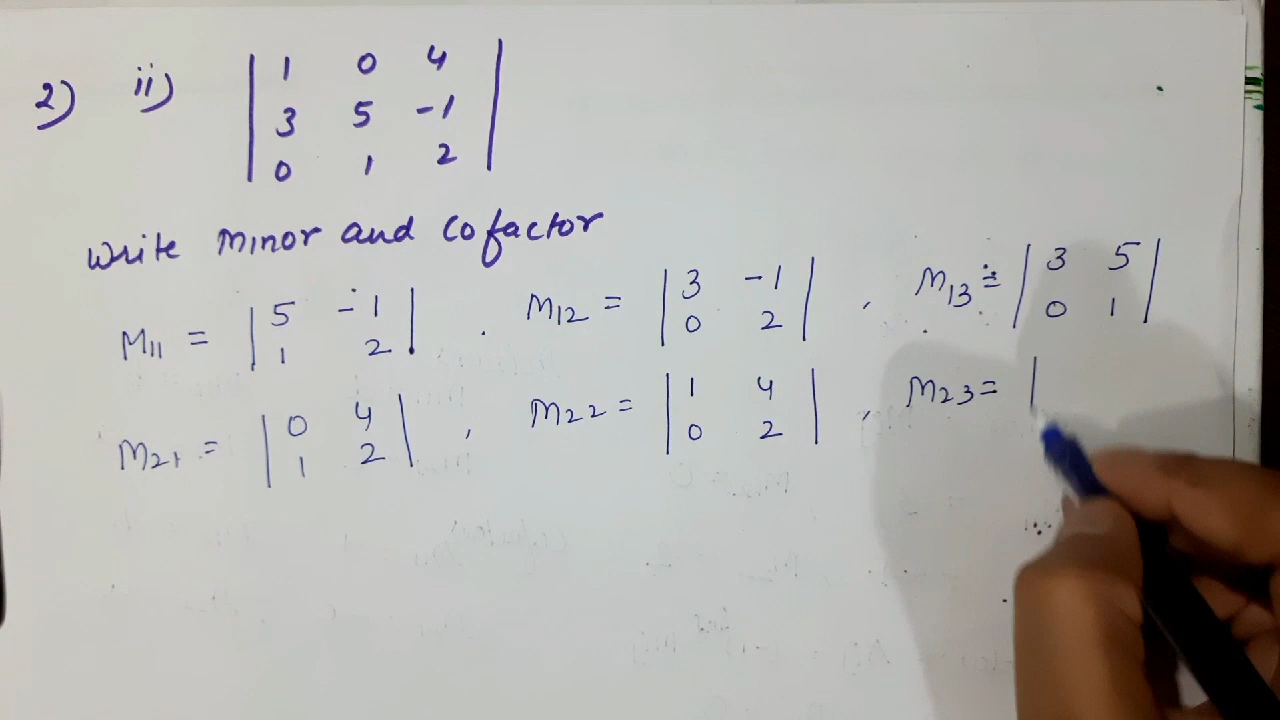 2) ii) | 1 0 4 |
| 3 5 -1 |
| 0 1 2 |
write minor and cofactor
M11 = | 5 -1 | . M12 = | 3 -1 | , M13 = | 3 5 |
| 1 2 | | 0 2 | | 0 1 |
M21 = | 0 4 | , M22 = | 1 4 | , M23 = |
| 1 2 | | 0 2 |